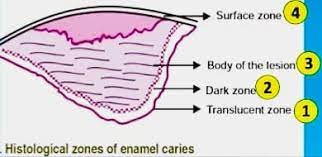 Surface zone 4
Body of the lesion 3
Dark zone 2
Translucent zone 1
. Histological zones of enamel caries